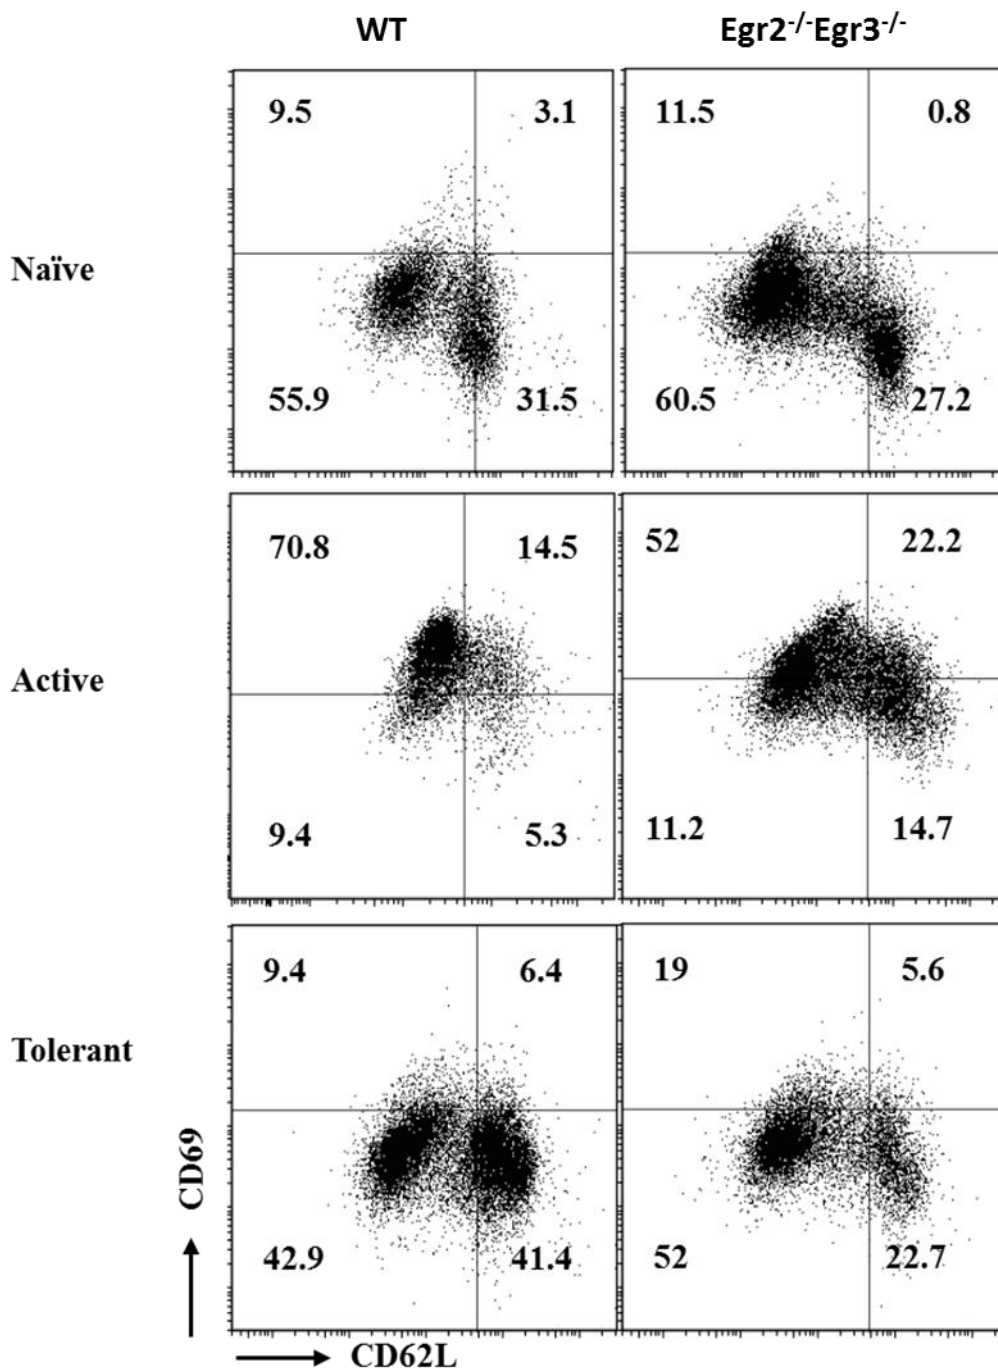 WT Egr2-/-Egr3-/-
9.5 3.1 11.5 0.8
Naïve
55.9 31.5 60.5 27.2
70.8 14.5 52 22.2
Active
9.4 5.3 11.2 14.7
9.4 6.4 19 5.6
Tolerant
CD69
42.9 41.4 52 22.7
CD62L